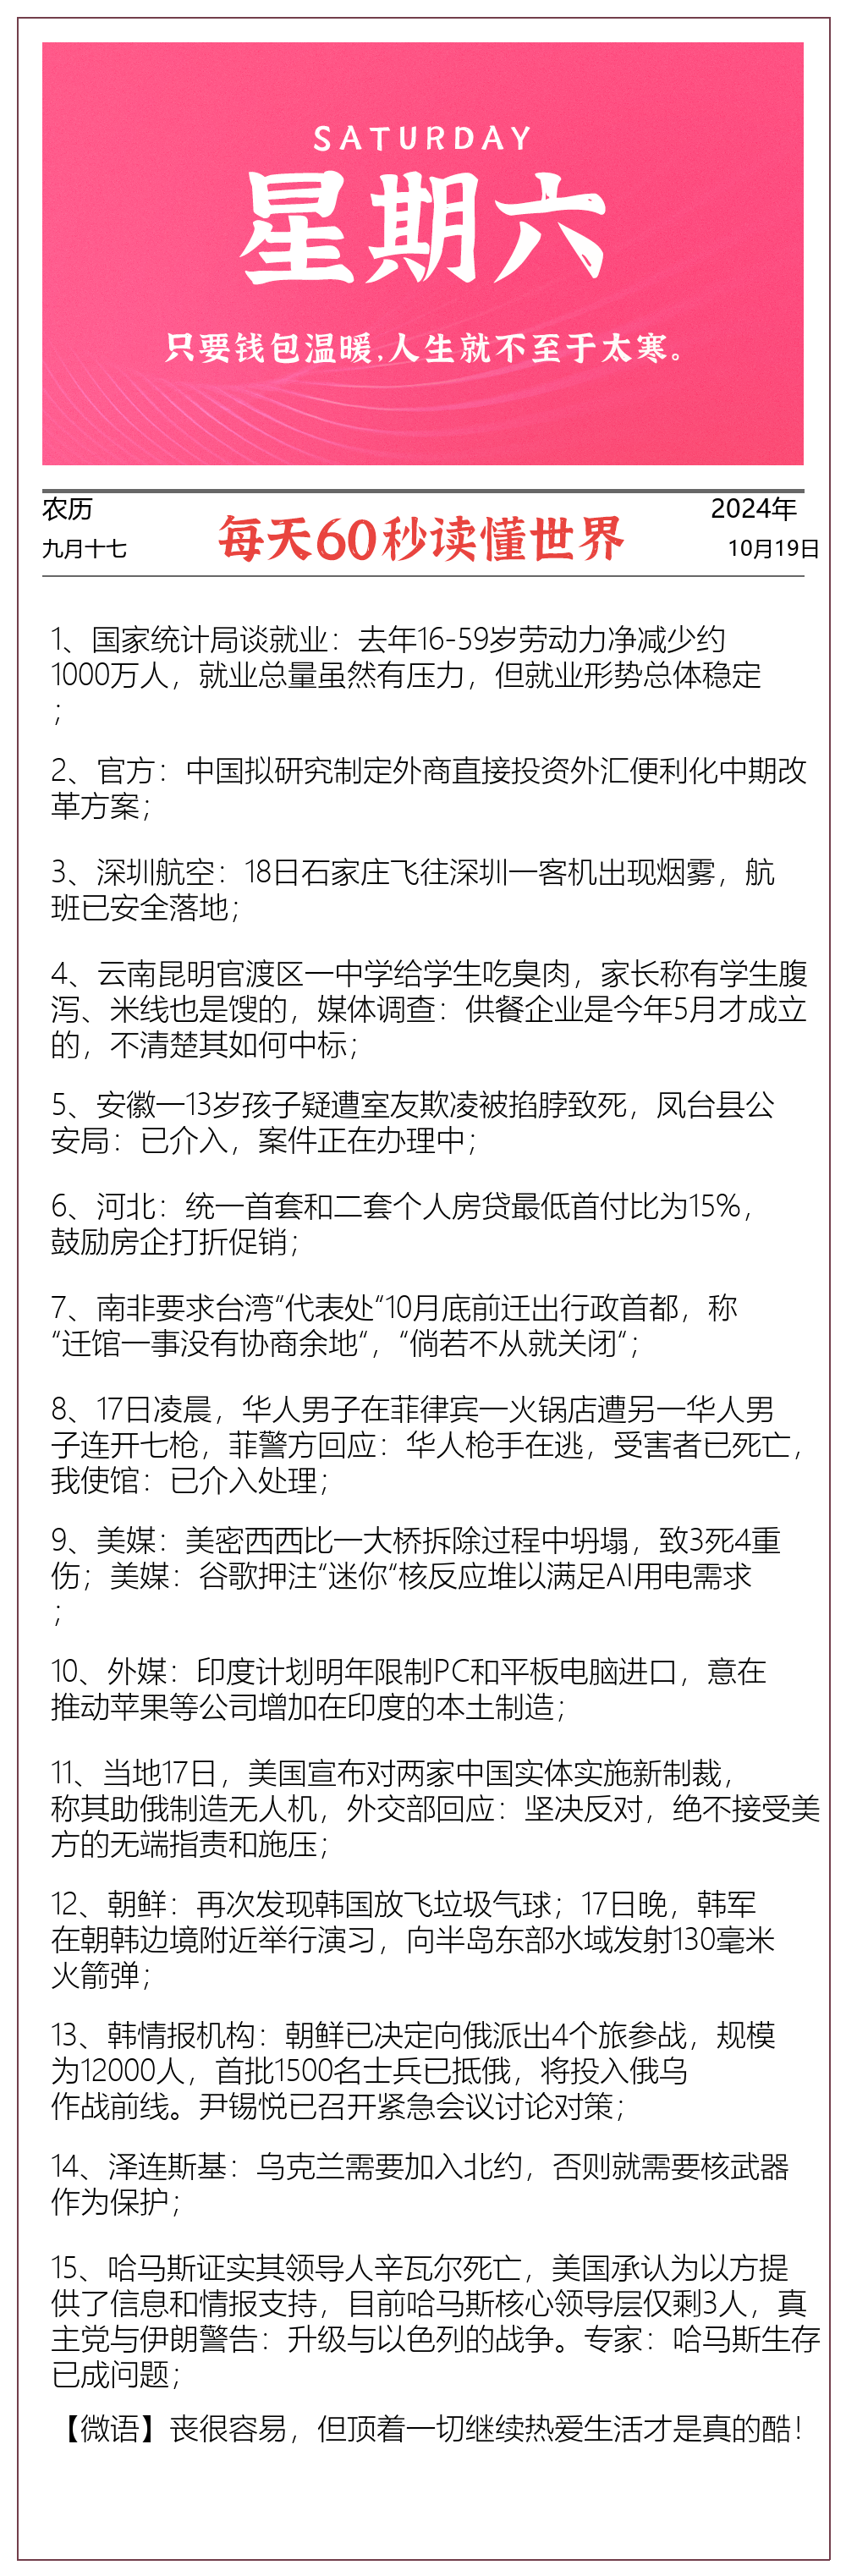 SATURDAY
星期六
只要钱包温暖,人生就不至于太寒。
农历
2024年
每天60秒读懂世界
九月十七
10月19日
1、国家统计局谈就业：去年16-59岁劳动力净减少约
1000万人，就业总量虽然有压力，但就业形势总体稳定
；
2、官方：中国拟研究制定外商直接投资外汇便利化中期改
革方案；
3、深圳航空：18日石家庄飞往深圳一客机出现烟雾，航
班已安全落地；
4、云南昆明官渡区一中学给学生吃臭肉，家长称有学生腹
泻、米线也是馊的，媒体调查：供餐企业是今年5月才成立
的，不清楚其如何中标；
5、安徽一13岁孩子疑遭室友欺凌被掐脖致死，凤台县公
安局：已介入，案件正在办理中；
6、河北：统一首套和二套个人房贷最低首付比为15%，
鼓励房企打折促销；
7、南非要求台湾“代表处“10月底前迁出行政首都，称
“迁馆一事没有协商余地“，“倘若不从就关闭“；
8、17日凌晨，华人男子在菲律宾一火锅店遭另一华人男
子连开七枪，菲警方回应：华人枪手在逃，受害者已死亡，
我使馆：已介入处理；
9、美媒：美密西西比一大桥拆除过程中坍塌，致3死4重
伤；美媒：谷歌押注“迷你“核反应堆以满足AI用电需求
；
10、外媒：印度计划明年限制PC和平板电脑进口，意在
推动苹果等公司增加在印度的本土制造；
11、当地17日，美国宣布对两家中国实体实施新制裁，
称其助俄制造无人机，外交部回应：坚决反对，绝不接受美
方的无端指责和施压；
12、朝鲜：再次发现韩国放飞垃圾气球；17日晚，韩军
在朝韩边境附近举行演习，向半岛东部水域发射130毫米
火箭弹；
13、韩情报机构：朝鲜已决定向俄派出4个旅参战，规模
为12000人，首批1500名士兵已抵俄，将投入俄乌
作战前线。尹锡悦已召开紧急会议讨论对策；
14、泽连斯基：乌克兰需要加入北约，否则就需要核武器
作为保护；
15、哈马斯证实其领导人辛瓦尔死亡，美国承认为以方提
供了信息和情报支持，目前哈马斯核心领导层仅剩3人，真
主党与伊朗警告：升级与以色列的战争。专家：哈马斯生存
已成问题；
【微语】丧很容易，但顶着一切继续热爱生活才是真的酷！